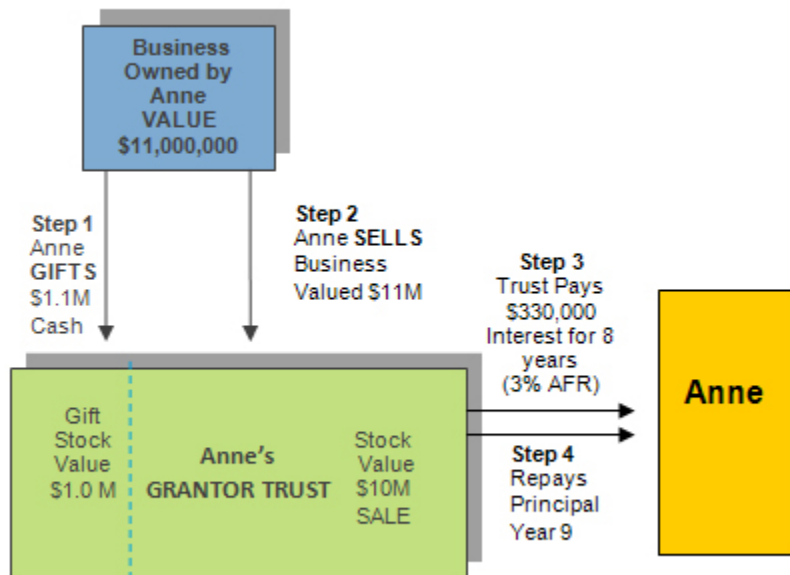 Business
Owned by
Anne
VALUE
$11,000,000
Step 1
Anne
GIFTS
$1.1M
Cash
Step 2
Anne SELLS
Business
Valued $11M
Step 3
Trust Pays
$330,000
Interest for 8
years
(3% AFR)
Gift
Stock
Value
$1.0 M
Anne's
GRANTOR TRUST
Stock
Value
$10M
SALE
Step 4
Repays
Principal
Year 9
Anne